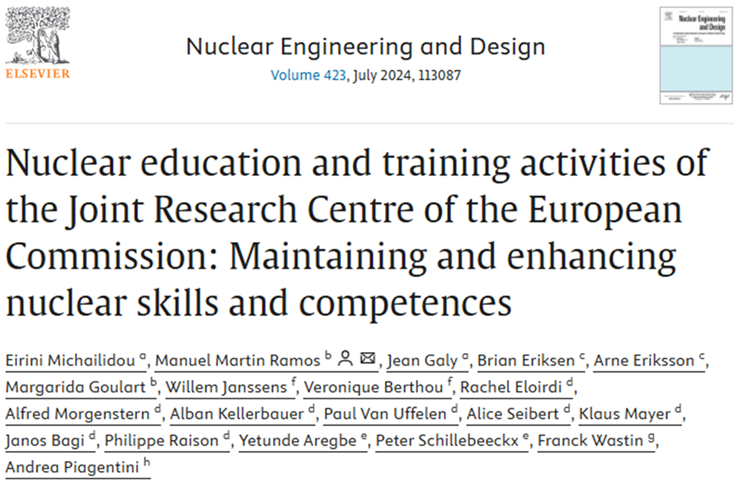 ELSEVIER
Nuclear Engineering and Design
Volume 423, July 2024, 113087
Nuclear Engineering
and Design
Nuclear education and training activities of
the Joint Research Centre of the European
Commission: Maintaining and enhancing
nuclear skills and competences
Eirini Michailidou a, Manuel Martin Ramos b, Jean Galy a, Brian Eriksen c, Arne Eriksson c,
Margarida Goulart b, Willem Janssens f, Veronique Berthou f, Rachel Eloirdi d,
Alfred Morgenstern d, Alban Kellerbauer d, Paul Van Uffelen d, Alice Seibert d, Klaus Mayer d,
Janos Bagi d, Philippe Raison d, Yetunde Aregbe e, Peter Schillebeeckx e, Franck Wastin g,
Andrea Piagentini h